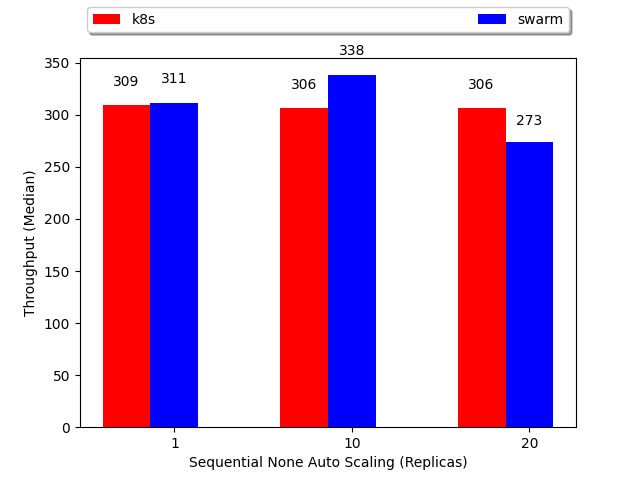 k8s swarm
338
350
309 311 306 306
300
273
250
200
150
100
50
0
1 10 20
Throughput (Median)
Sequential None Auto Scaling (Replicas)